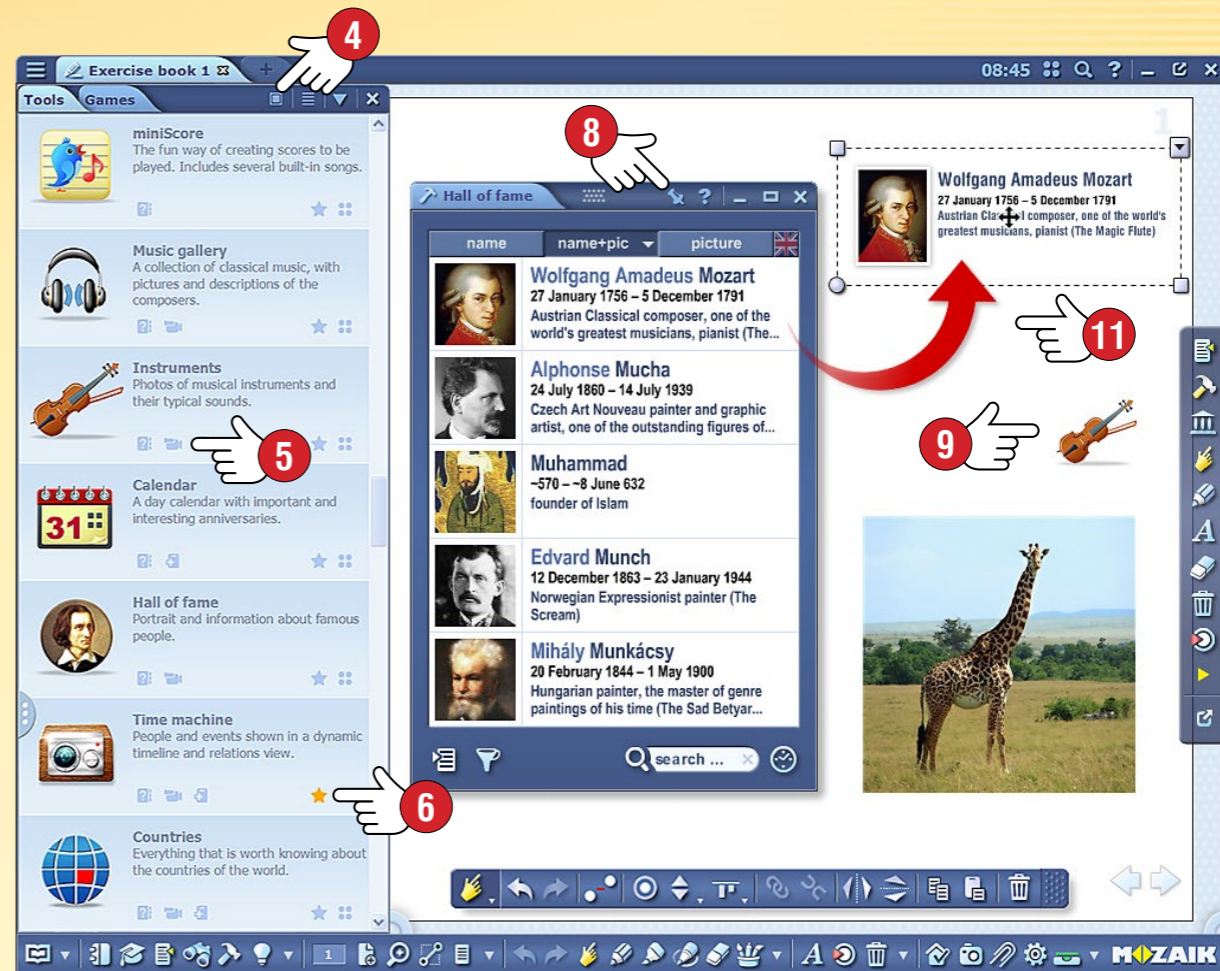 4
Exercise book 1
08:45
Tools
Games
miniScore
The fun way of creating scores to be
played. Includes several built-in songs.
Music gallery
A collection of classical music, with
pictures and descriptions of the
composers.
Instruments
Photos of musical instruments and
their typical sounds.
5
Calendar
A day calendar with important and
interesting anniversaries.
31
Hall of fame
Portrait and information about famous
people.
Time machine
People and events shown in a dynamic
timeline and relations view.
6
Countries
Everything that is worth knowing about
the countries of the world.
8
Hall of fame
?
name
name+pic
picture
Wolfgang Amadeus Mozart
27 January 1756 – 5 December 1791
Austrian Classical composer, one of the
world's greatest musicians, pianist (The...
Alphonse Mucha
24 July 1860 – 14 July 1939
Czech Art Nouveau painter and graphic
artist, one of the outstanding figures of...
Muhammad
~570 – ~8 June 632
founder of Islam
Edvard Munch
12 December 1863 – 23 January 1944
Norwegian Expressionist painter (The
Scream)
Mihály Munkácsy
20 February 1844 – 1 May 1900
Hungarian painter, the master of genre
paintings of his time (The Sad Betyar...
search ...
1
Wolfgang Amadeus Mozart
27 January 1756 – 5 December 1791
Austrian Cla l composer, one of the world's
greatest musicians, pianist (The Magic Flute)
11
9
1
MOZAIK